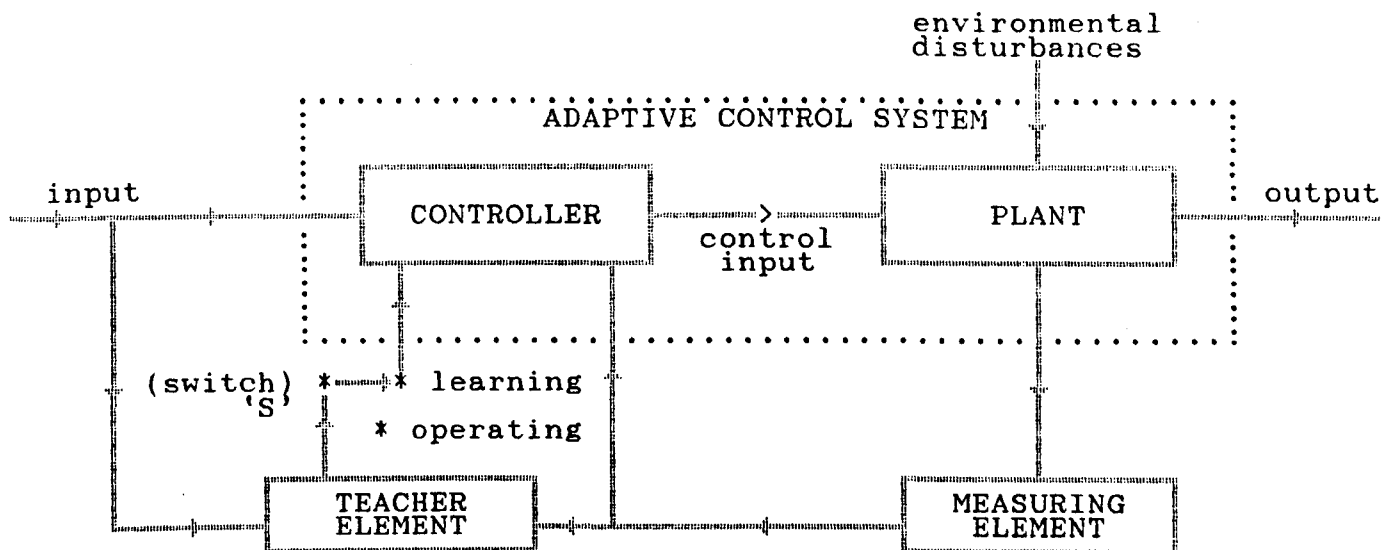 environmental
disturbances
ADAPTIVE CONTROL SYSTEM
input
CONTROLLER
>
control
input
PLANT
output
(switch) * * learning
'S'
* operating
TEACHER
ELEMENT
MEASURING
ELEMENT